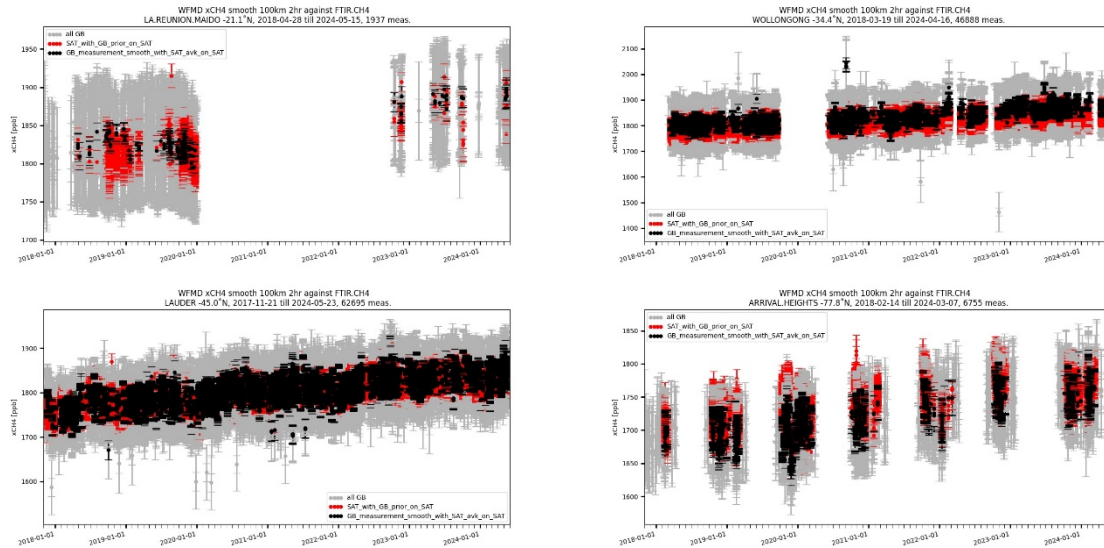 WFMD xCH4 smooth 100km 2hr against FTIR.CH4
LA.REUNION.MAIDO -21.1°N, 2018-04-28 till 2024-05-15, 1937 meas.
xCH4 [ppb]
1950
1900
1850
1800
1750
1700
all GB
SAT_with_GB_prior_on_SAT
GB_measurement_smooth_with_SAT_avk_on_SAT
2018-01-01
2019-01-01
2020-01-01
2021-01-01
2022-01-01
2023-01-01
2024-01-01
WFMD xCH4 smooth 100km 2hr against FTIR.CH4
WOLLONGONG -34.4°N, 2018-03-19 till 2024-04-16, 46888 meas.
xCH4 [ppb]
2100
2000
1900
1800
1700
1600
1500
1400
all GB
SAT_with_GB_prior_on_SAT
GB_measurement_smooth_with_SAT_avk_on_SAT
2018-01-01
2019-01-01
2020-01-01
2021-01-01
2022-01-01
2023-01-01
2024-01-01
WFMD xCH4 smooth 100km 2hr against FTIR.CH4
LAUDER -45.0°N, 2017-11-21 till 2024-05-23, 62695 meas.
xCH4 [ppb]
1900
1800
1700
1600
all GB
SAT_with_GB_prior_on_SAT
GB_measurement_smooth_with_SAT_avk_on_SAT
2018-01-01
2019-01-01
2020-01-01
2021-01-01
2022-01-01
2023-01-01
2024-01-01
WFMD xCH4 smooth 100km 2hr against FTIR.CH4
ARRIVAL.HEIGHTS -77.8°N, 2018-02-14 till 2024-03-07, 6755 meas.
xCH4 [ppb]
1850
1800
1750
1700
1650
1600
all GB
SAT_with_GB_prior_on_SAT
GB_measurement_smooth_with_SAT_avk_on_SAT
2018-01-01
2019-01-01
2020-01-01
2021-01-01
2022-01-01
2023-01-01
2024-01-01